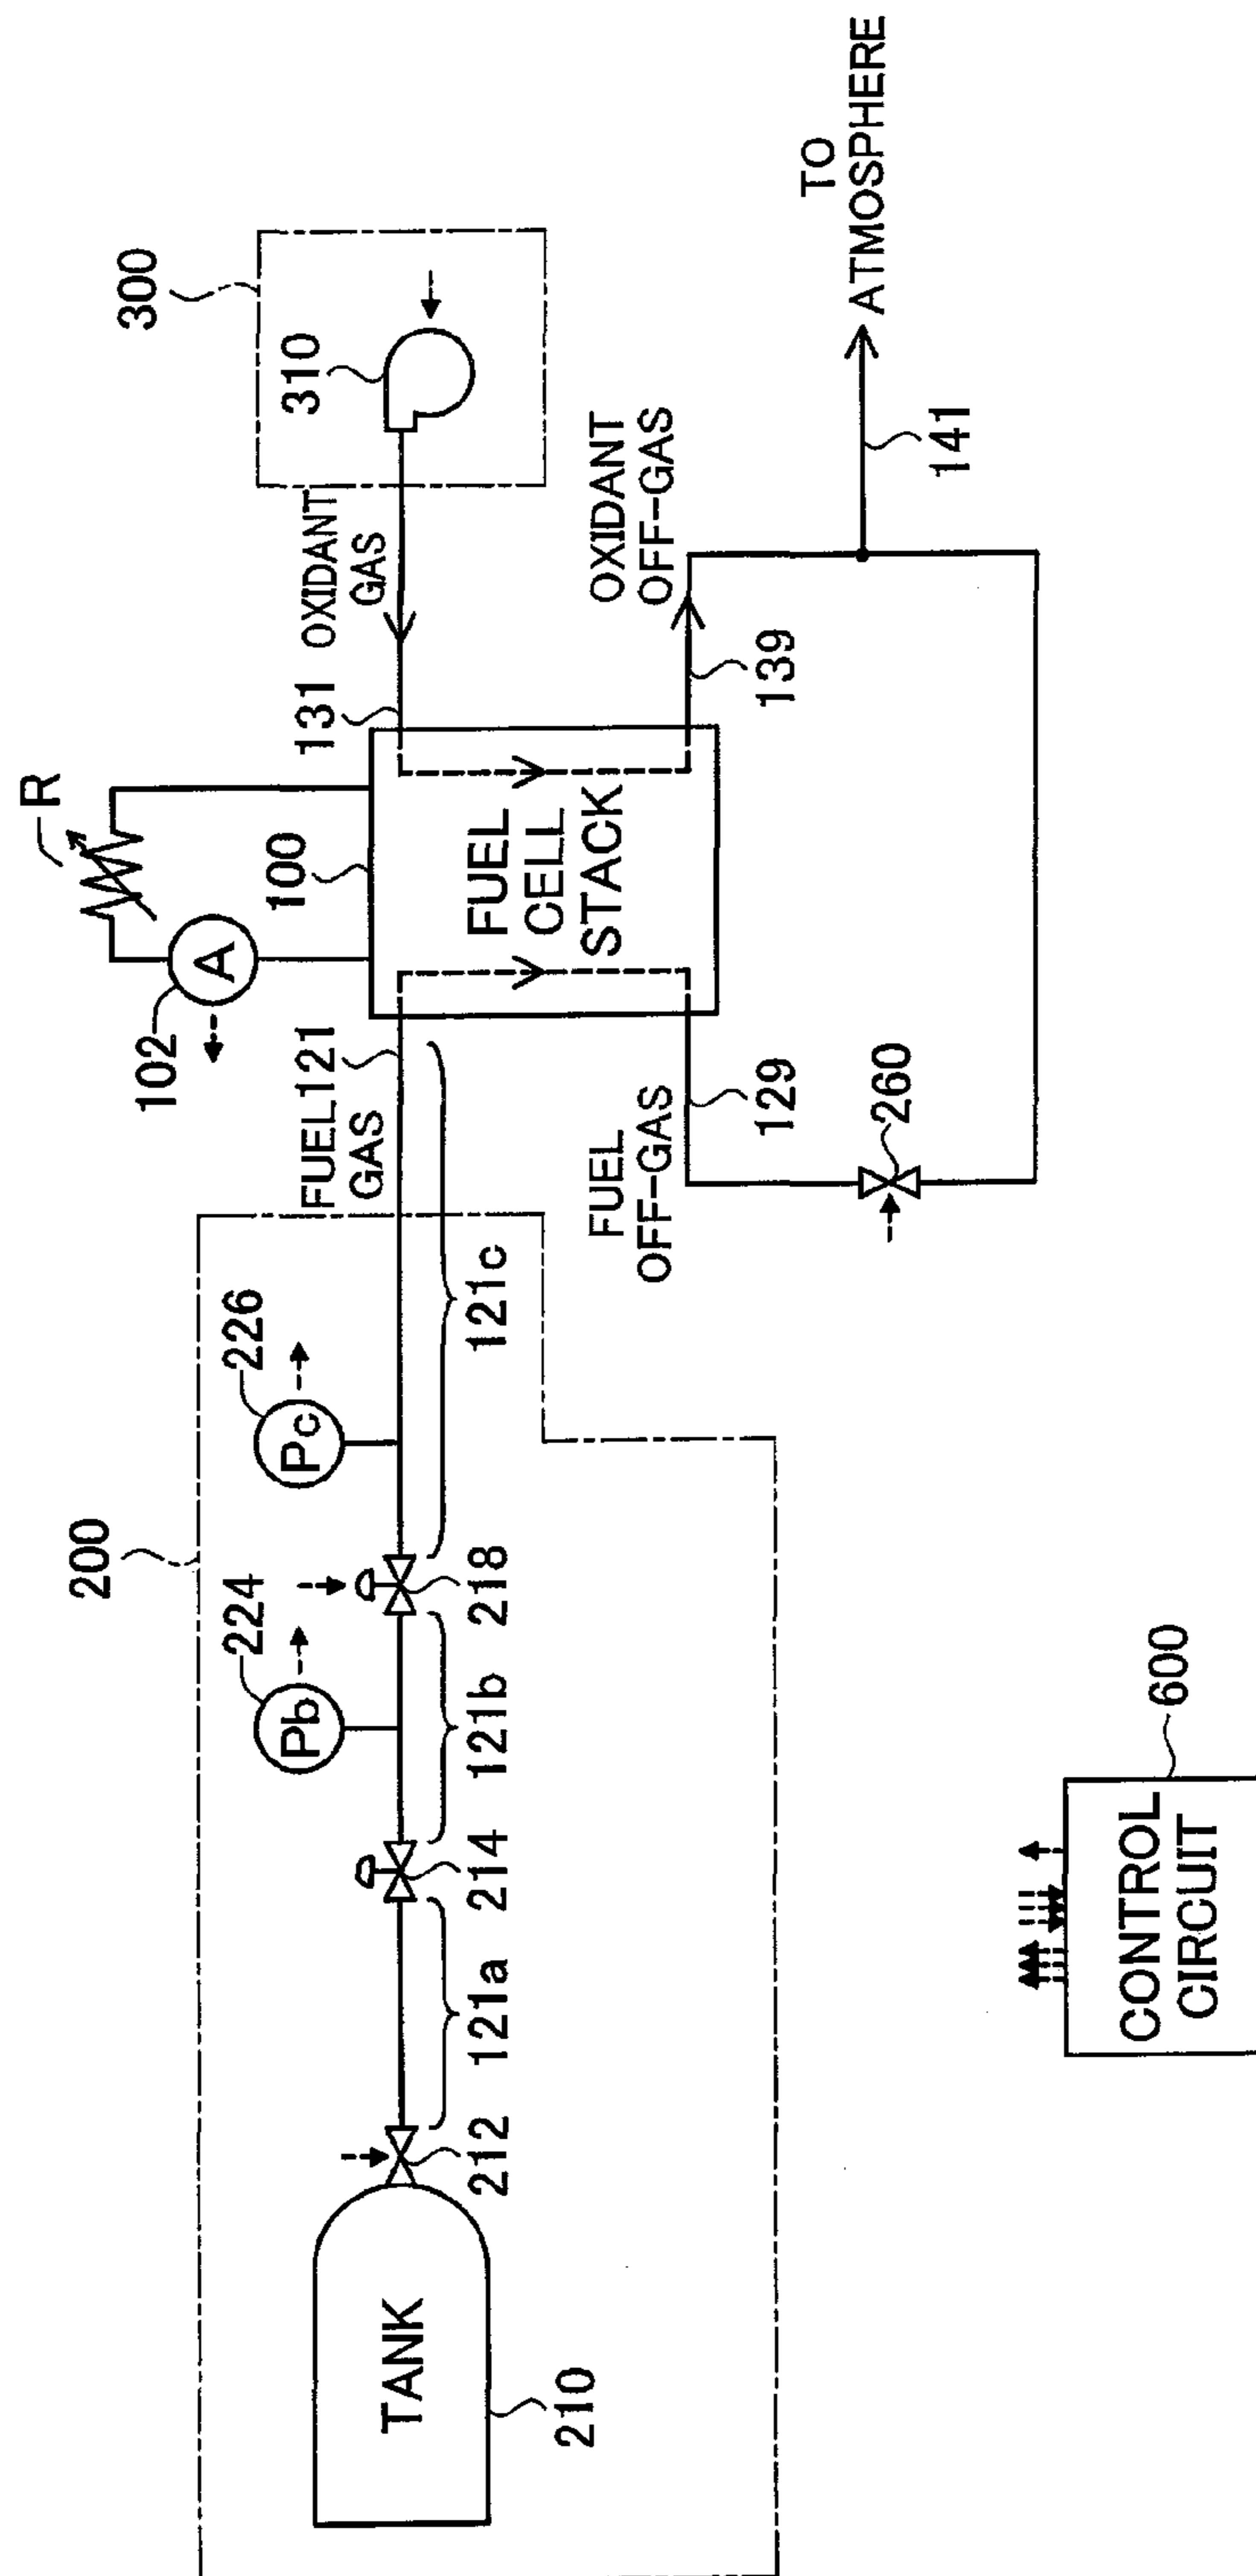 R
102
A
100
FUEL
CELL
STACK
300
310
OXIDANT
GAS
131
OXIDANT
OFF-GAS
139
TO
ATMOSPHERE
141
FUEL
GAS
121
FUEL
OFF-GAS
129
260
200
224
Pb
226
Pc
TANK
210
212
121a
214
121b
218
121c
CONTROL
CIRCUIT
600